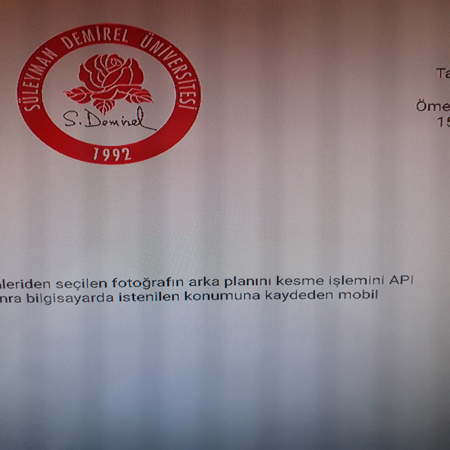 SÜLEYMAN DEMİREL ÜNİVERSİTESİ
S. Demirel
1992
Ta
Öme
15
leriden seçilen fotoğrafın arka planını kesme işlemini API
nra bilgisayarda istenilen konumuna kaydeden mobil